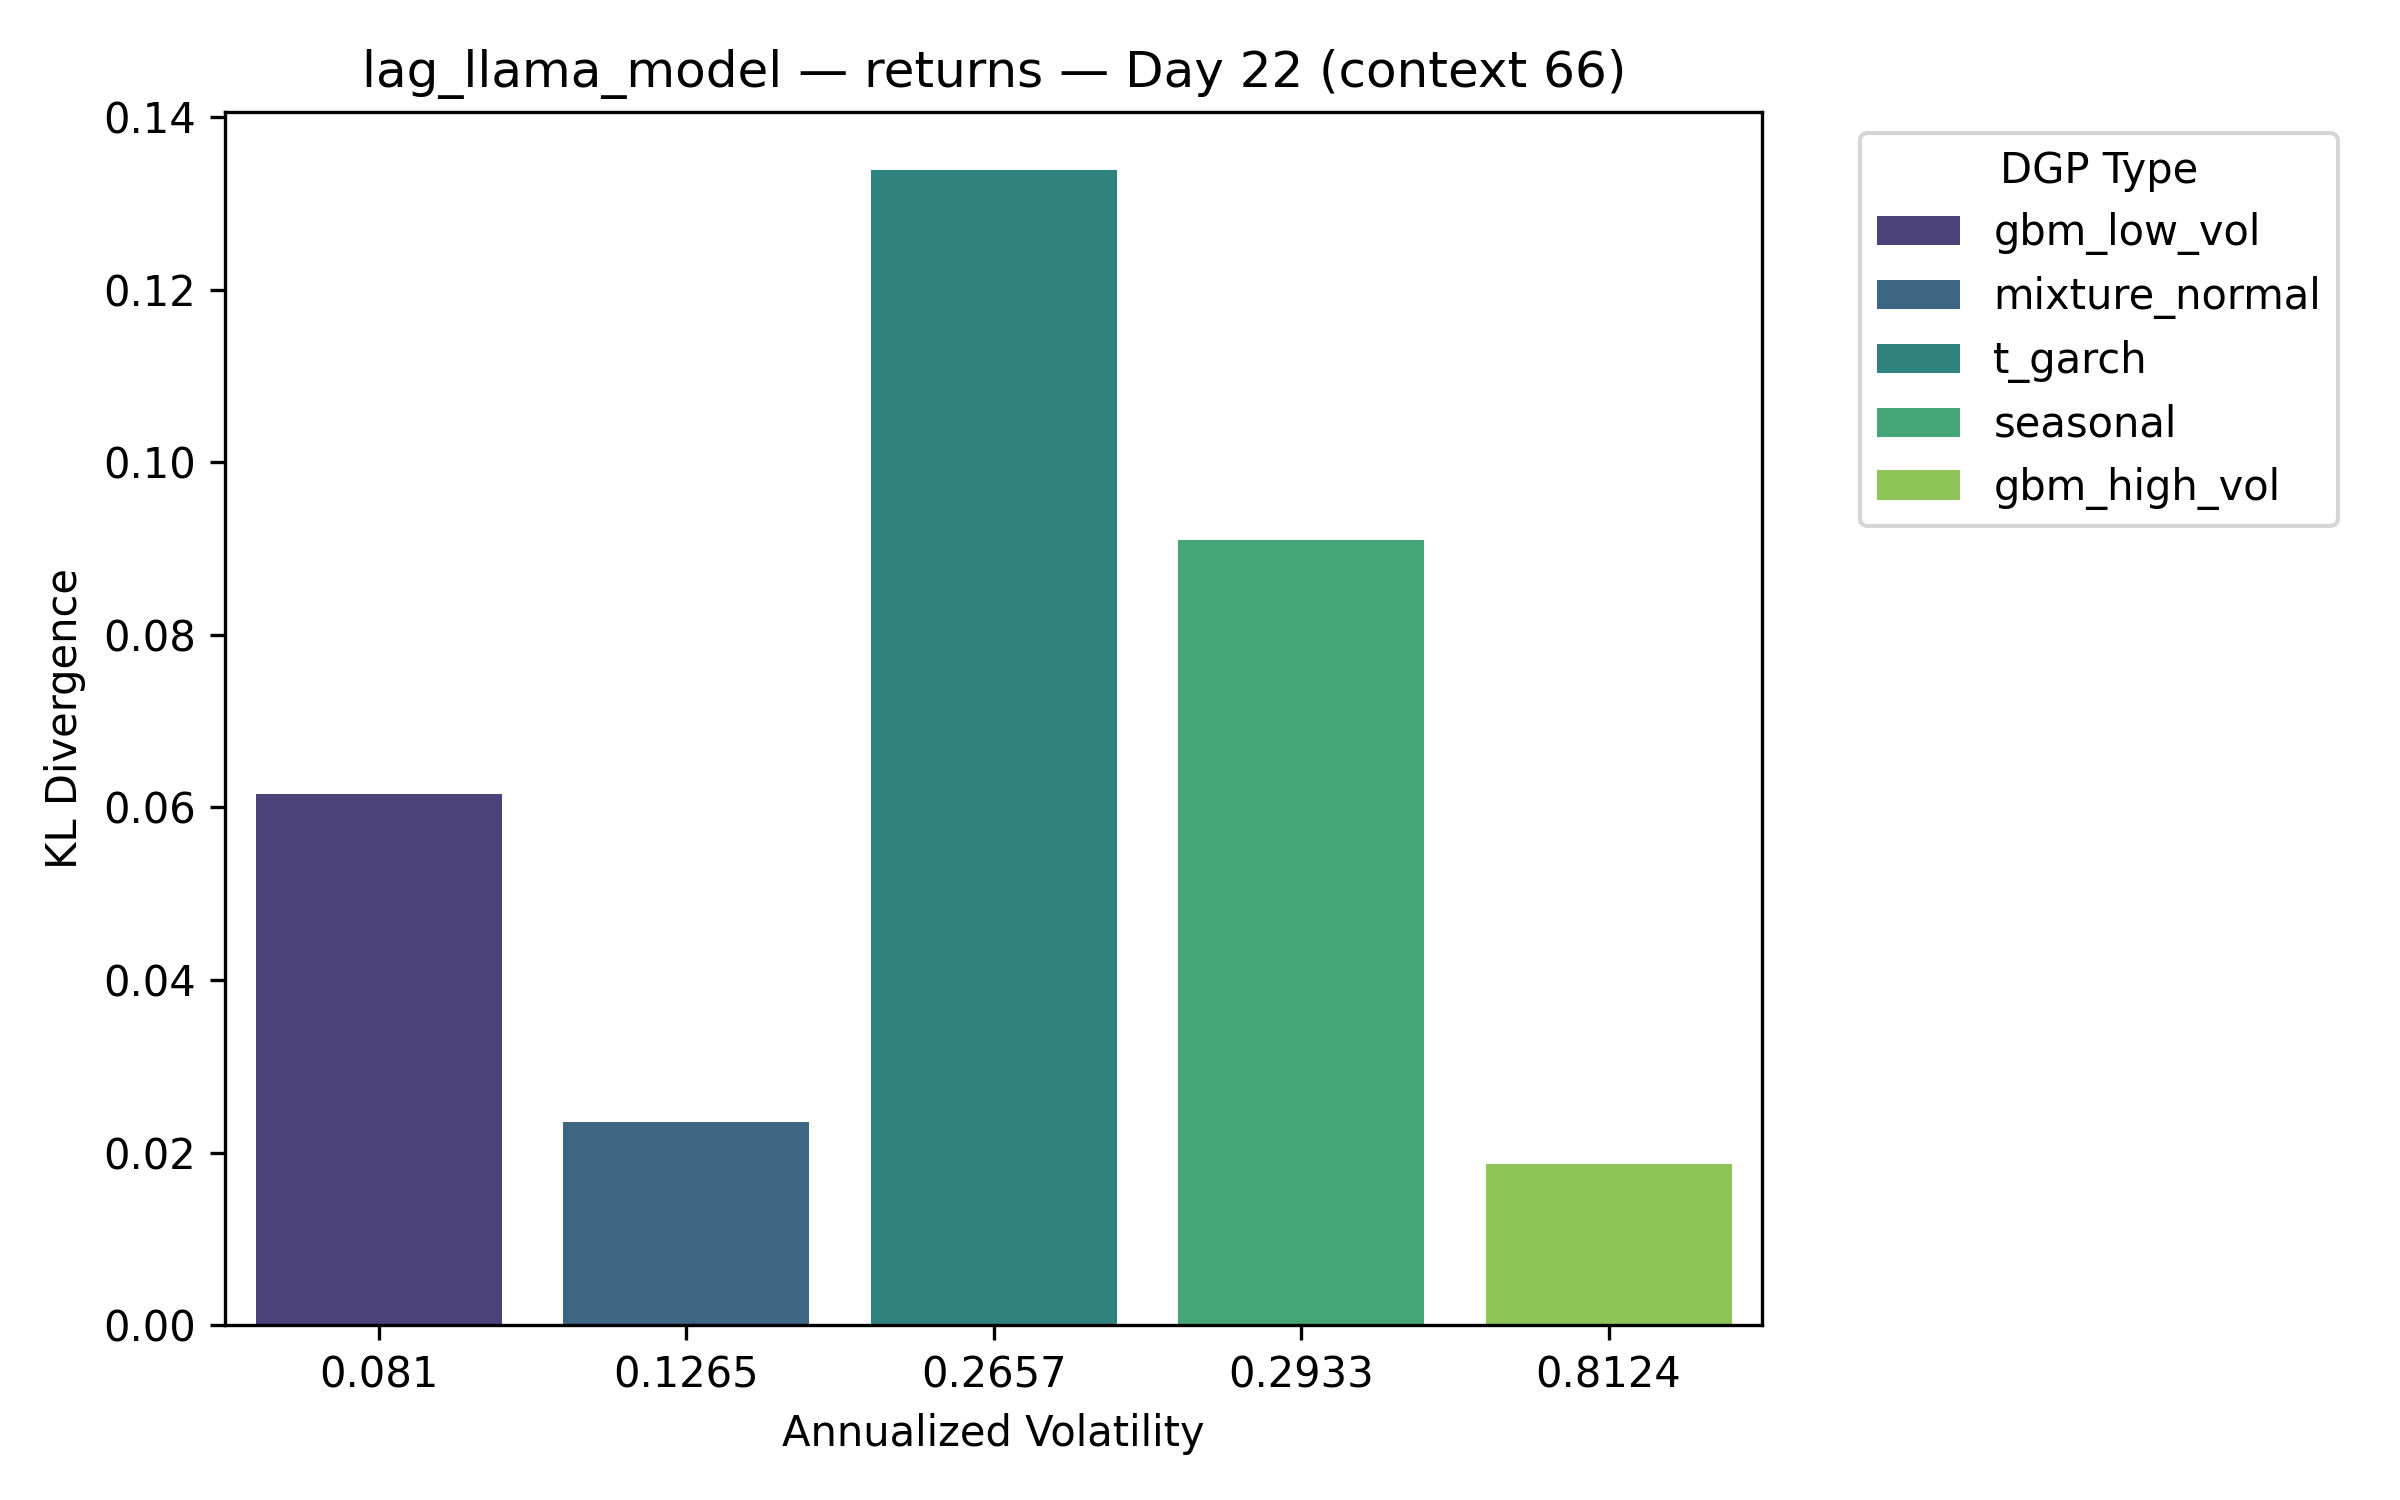 lag_llama_model — returns — Day 22 (context 66)
0.14
0.12
0.10
0.08
0.06
0.04
0.02
0.00
KL Divergence
0.081
0.1265
0.2657
0.2933
0.8124
Annualized Volatility
DGP Type
gbm_low_vol
mixture_normal
t_garch
seasonal
gbm_high_vol